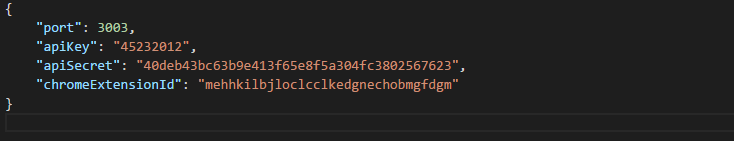 {
    "port": 3003,
    "apiKey": "45232012",
    "apiSecret": "40deb43bc63b9e413f65e8f5a304fc3802567623",
    "chromeExtensionId": "mehhkilbjloclcclkedgnechobmgfdgm"
}